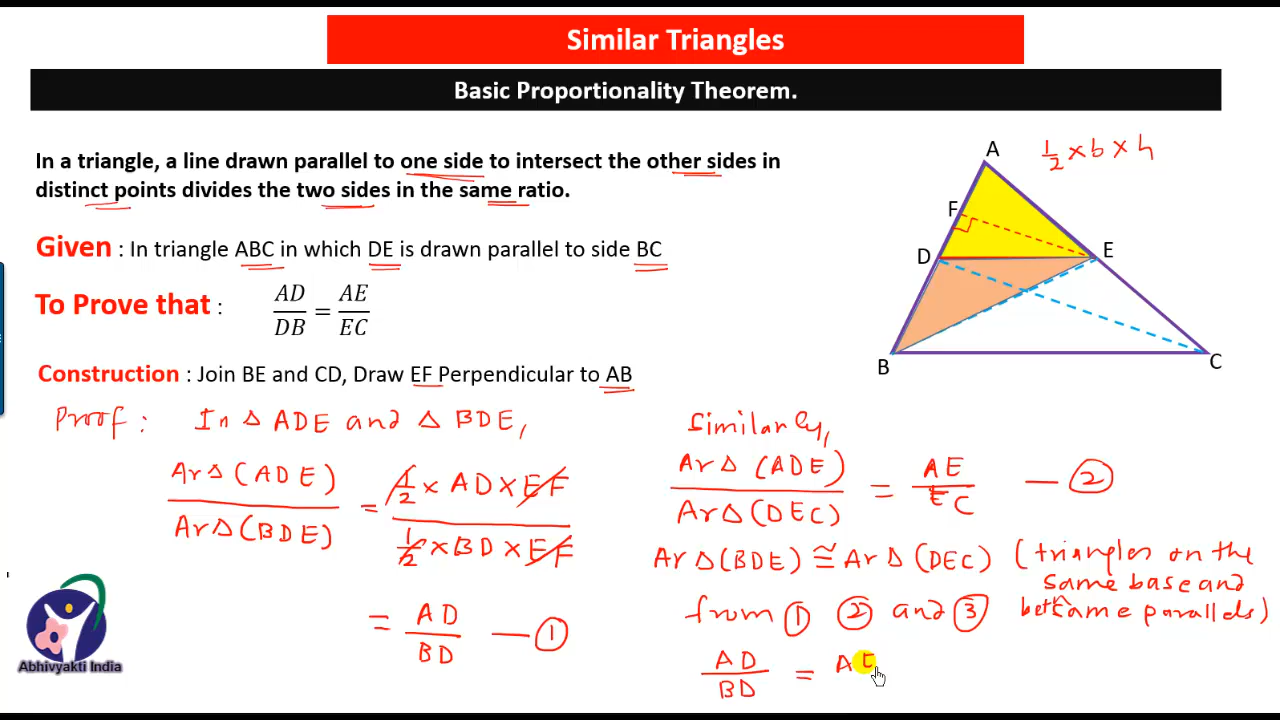 Similar Triangles
Basic Proportionality Theorem.
In a triangle, a line drawn parallel to one side to intersect the other sides in
distinct points divides the two sides in the same ratio.
Given : In triangle ABC in which DE is drawn parallel to side BC
To Prove that : AD/DB = AE/EC
Construction : Join BE and CD, Draw EF Perpendicular to AB
A
1/2 × b × h
F
D
E
B
C
Proof : In Δ ADE and Δ BDE,
Ar Δ (ADE) / Ar Δ (BDE) = 1/2 × AD × EF / 1/2 × BD × EF
= AD/BD — ①
Similarly,
Ar Δ (ADE) / Ar Δ (DEC) = AE/EC — ②
Ar Δ (BDE) ≅ Ar Δ (DEC) (triangles on the
same base and
same parallels)
from ① ② and ③
AD/BD = AE
Abhivyakti India